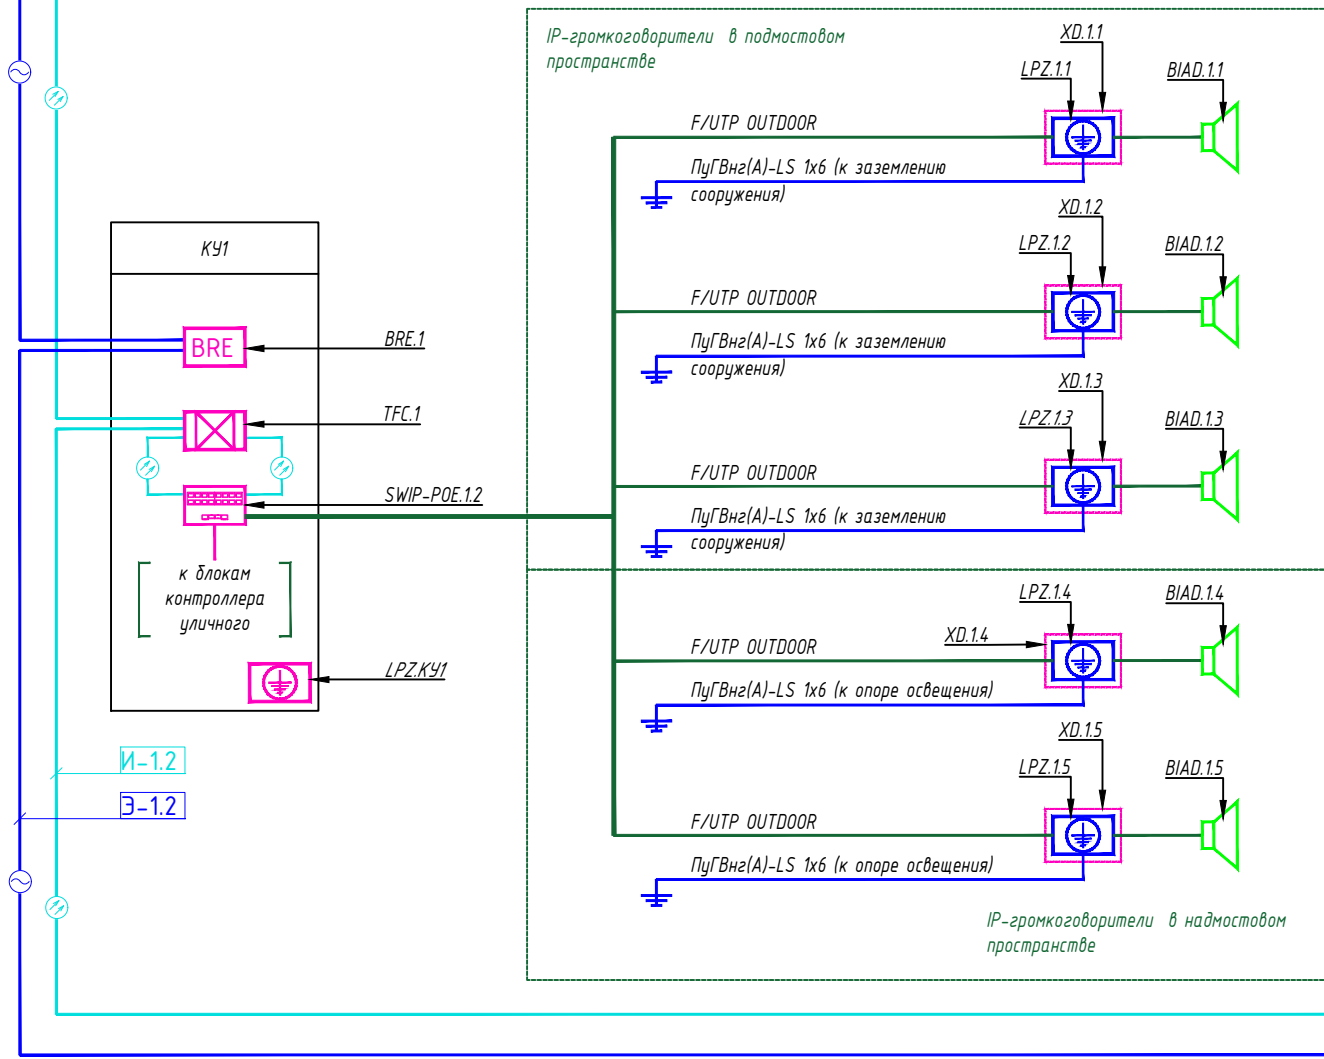 IP-громкоговорители в подмостовом
пространстве
XD.1.1
LPZ.1.1
BIAD.1.1
F/UTP OUTDOOR
ПуГВнг(А)-LS 1х6 (к заземлению
сооружения)
XD.1.2
LPZ.1.2
BIAD.1.2
F/UTP OUTDOOR
ПуГВнг(А)-LS 1х6 (к заземлению
сооружения)
XD.1.3
LPZ.1.3
BIAD.1.3
F/UTP OUTDOOR
ПуГВнг(А)-LS 1х6 (к заземлению
сооружения)
LPZ.1.4
BIAD.1.4
XD.1.4
F/UTP OUTDOOR
ПуГВнг(А)-LS 1х6 (к опоре освещения)
XD.1.5
LPZ.1.5
BIAD.1.5
F/UTP OUTDOOR
ПуГВнг(А)-LS 1х6 (к опоре освещения)
IP-громкоговорители в надмостовом
пространстве
КУ1
BRE
BRE.1
TFC.1
SWIP-POE.1.2
к блокам
контроллера
уличного
LPZ.КУ1
И-1.2
Э-1.2